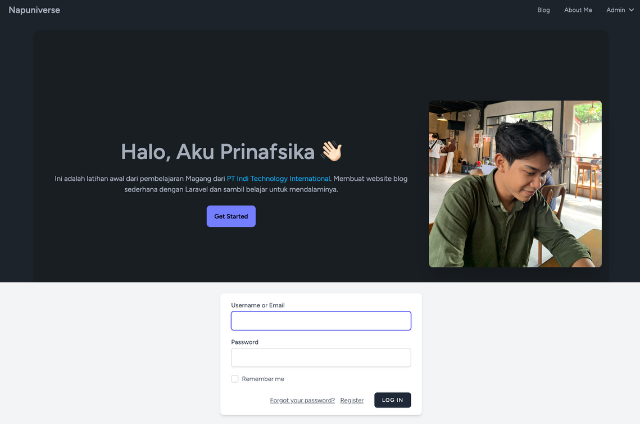 Napuniverse
Blog
About Me
Admin
Halo, Aku Prinafsika 👋🏻
Ini adalah latihan awal dari pembelajaran Magang dari PT Indi Technology International. Membuat website blog
sederhana dengan Laravel dan sambil belajar untuk mendalaminya.
Get Started
Username or Email
Password
Remember me
Forgot your password?
Register
LOG IN